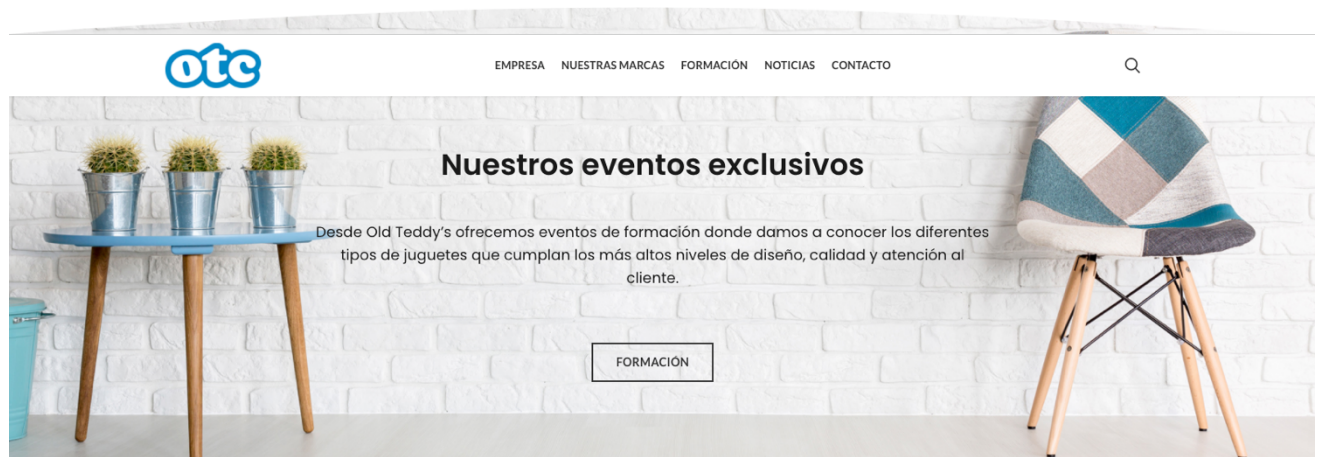 otc
EMPRESA NUESTRAS MARCAS FORMACIÓN NOTICIAS CONTACTO
Nuestros eventos exclusivos
Desde Old Teddy's ofrecemos eventos de formación donde damos a conocer los diferentes
tipos de juguetes que cumplan los más altos niveles de diseño, calidad y atención al
cliente.
FORMACIÓN